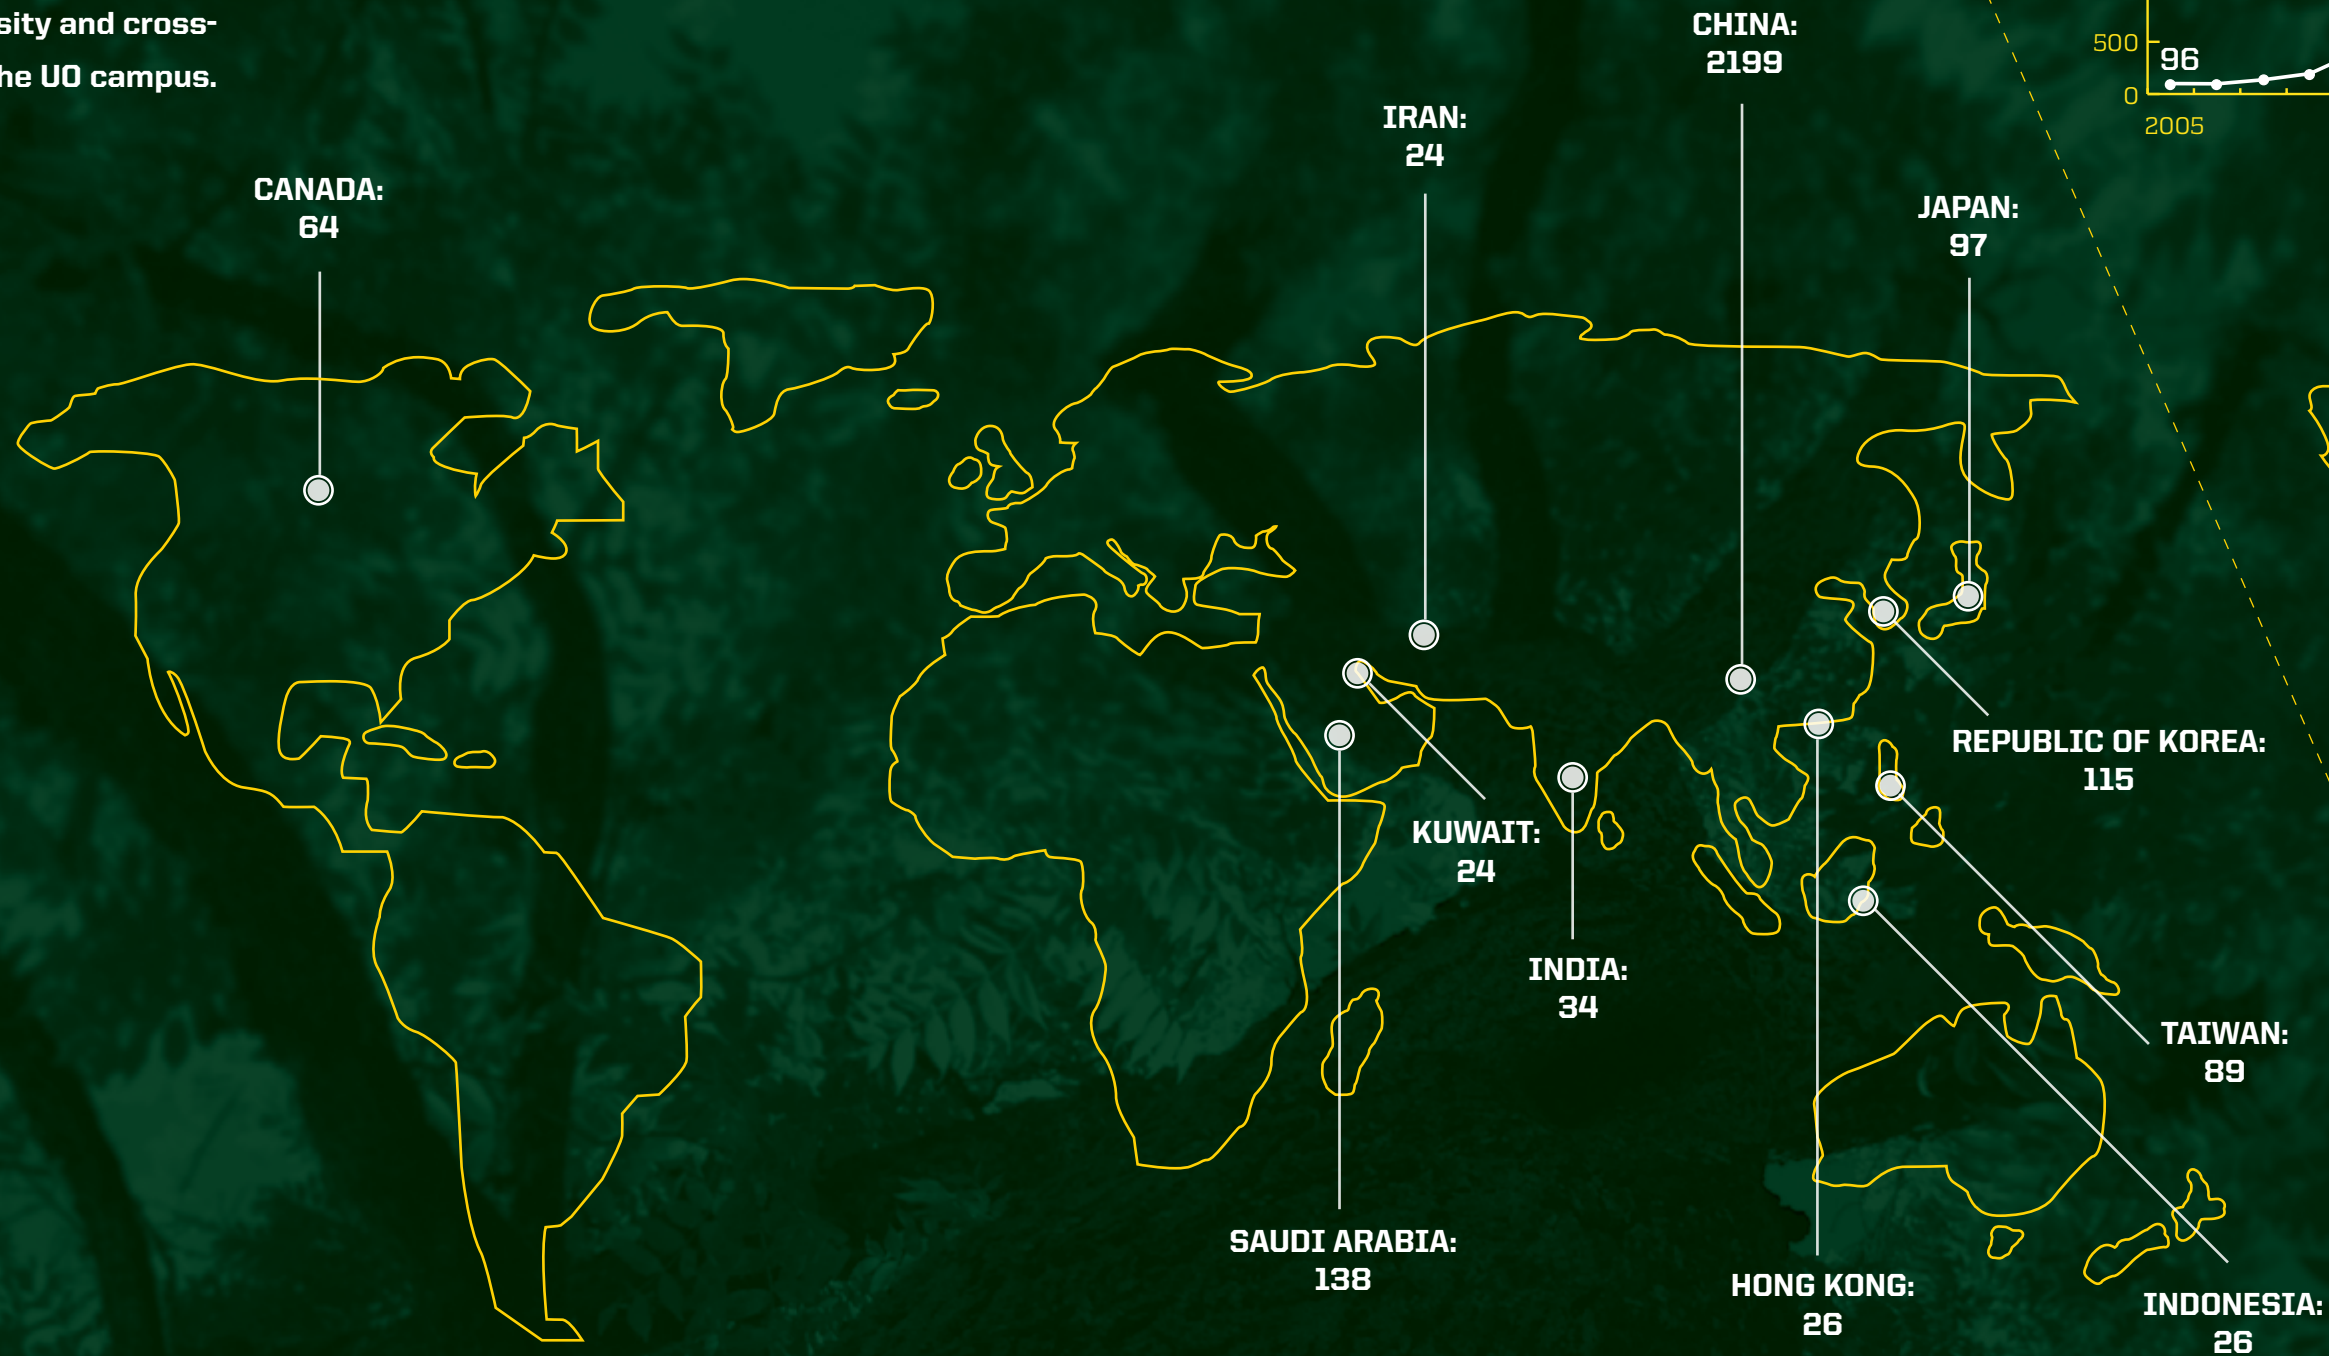 sity and cross-
he UO campus.
CHINA:
2199
500
96
0
2005
IRAN:
24
CANADA:
64
JAPAN:
97
REPUBLIC OF KOREA:
115
KUWAIT:
24
INDIA:
34
TAIWAN:
89
SAUDI ARABIA:
138
HONG KONG:
26
INDONESIA:
26